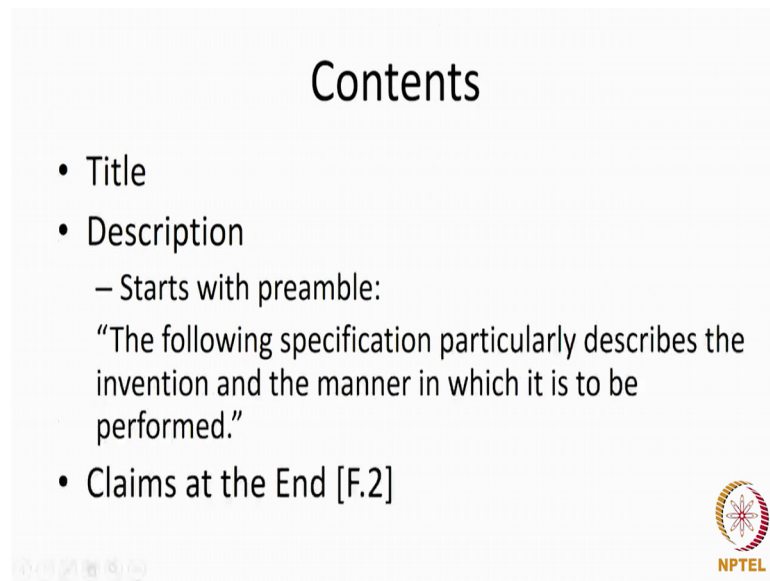 Contents
• Title
• Description
– Starts with preamble:
“The following specification particularly describes the
invention and the manner in which it is to be
performed.”
• Claims at the End [F.2]
NPTEL